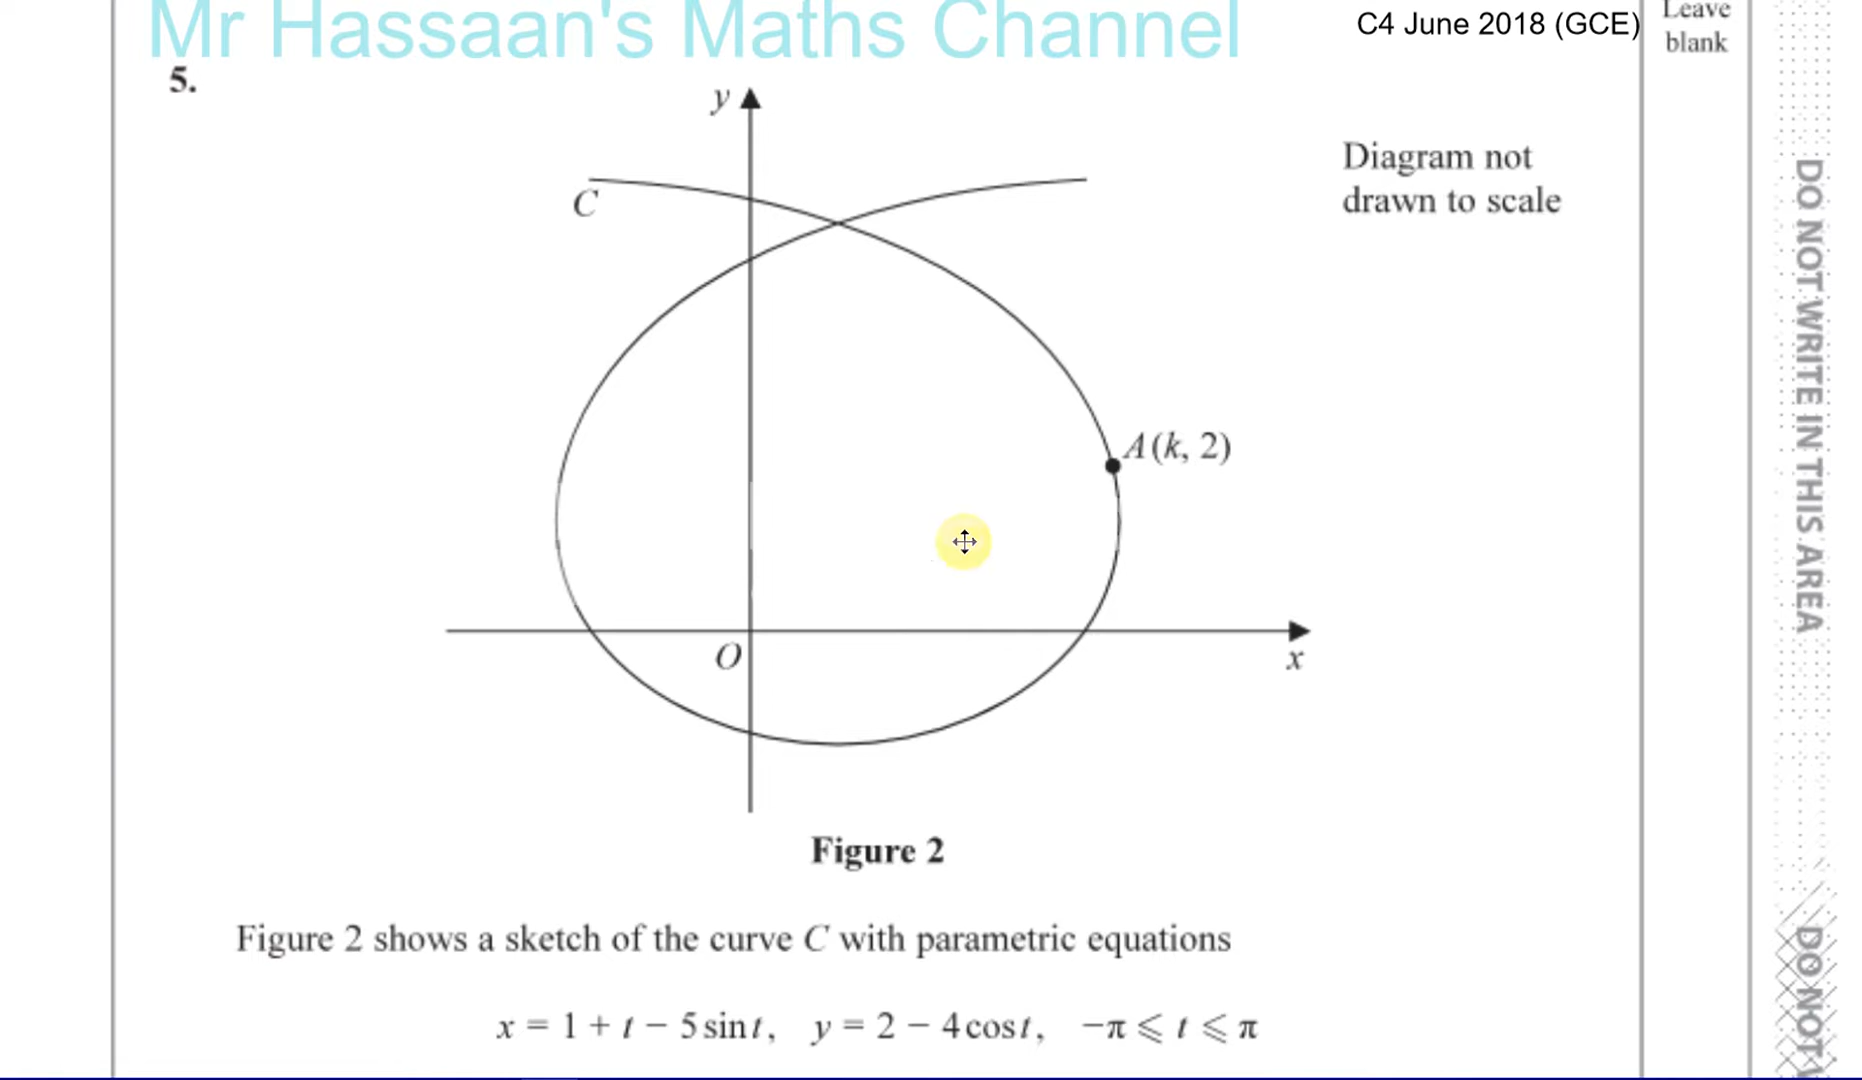 Mr Hassaan's Maths Channel
C4 June 2018 (GCE)
Leave
blank
5.
y
Diagram not
drawn to scale
C
A(k, 2)
O
x
Figure 2
Figure 2 shows a sketch of the curve C with parametric equations
x = 1 + t − 5 sin t, y = 2 − 4 cos t, −π ⩽ t ⩽ π
DO NOT WRITE IN THIS AREA
DO NOT